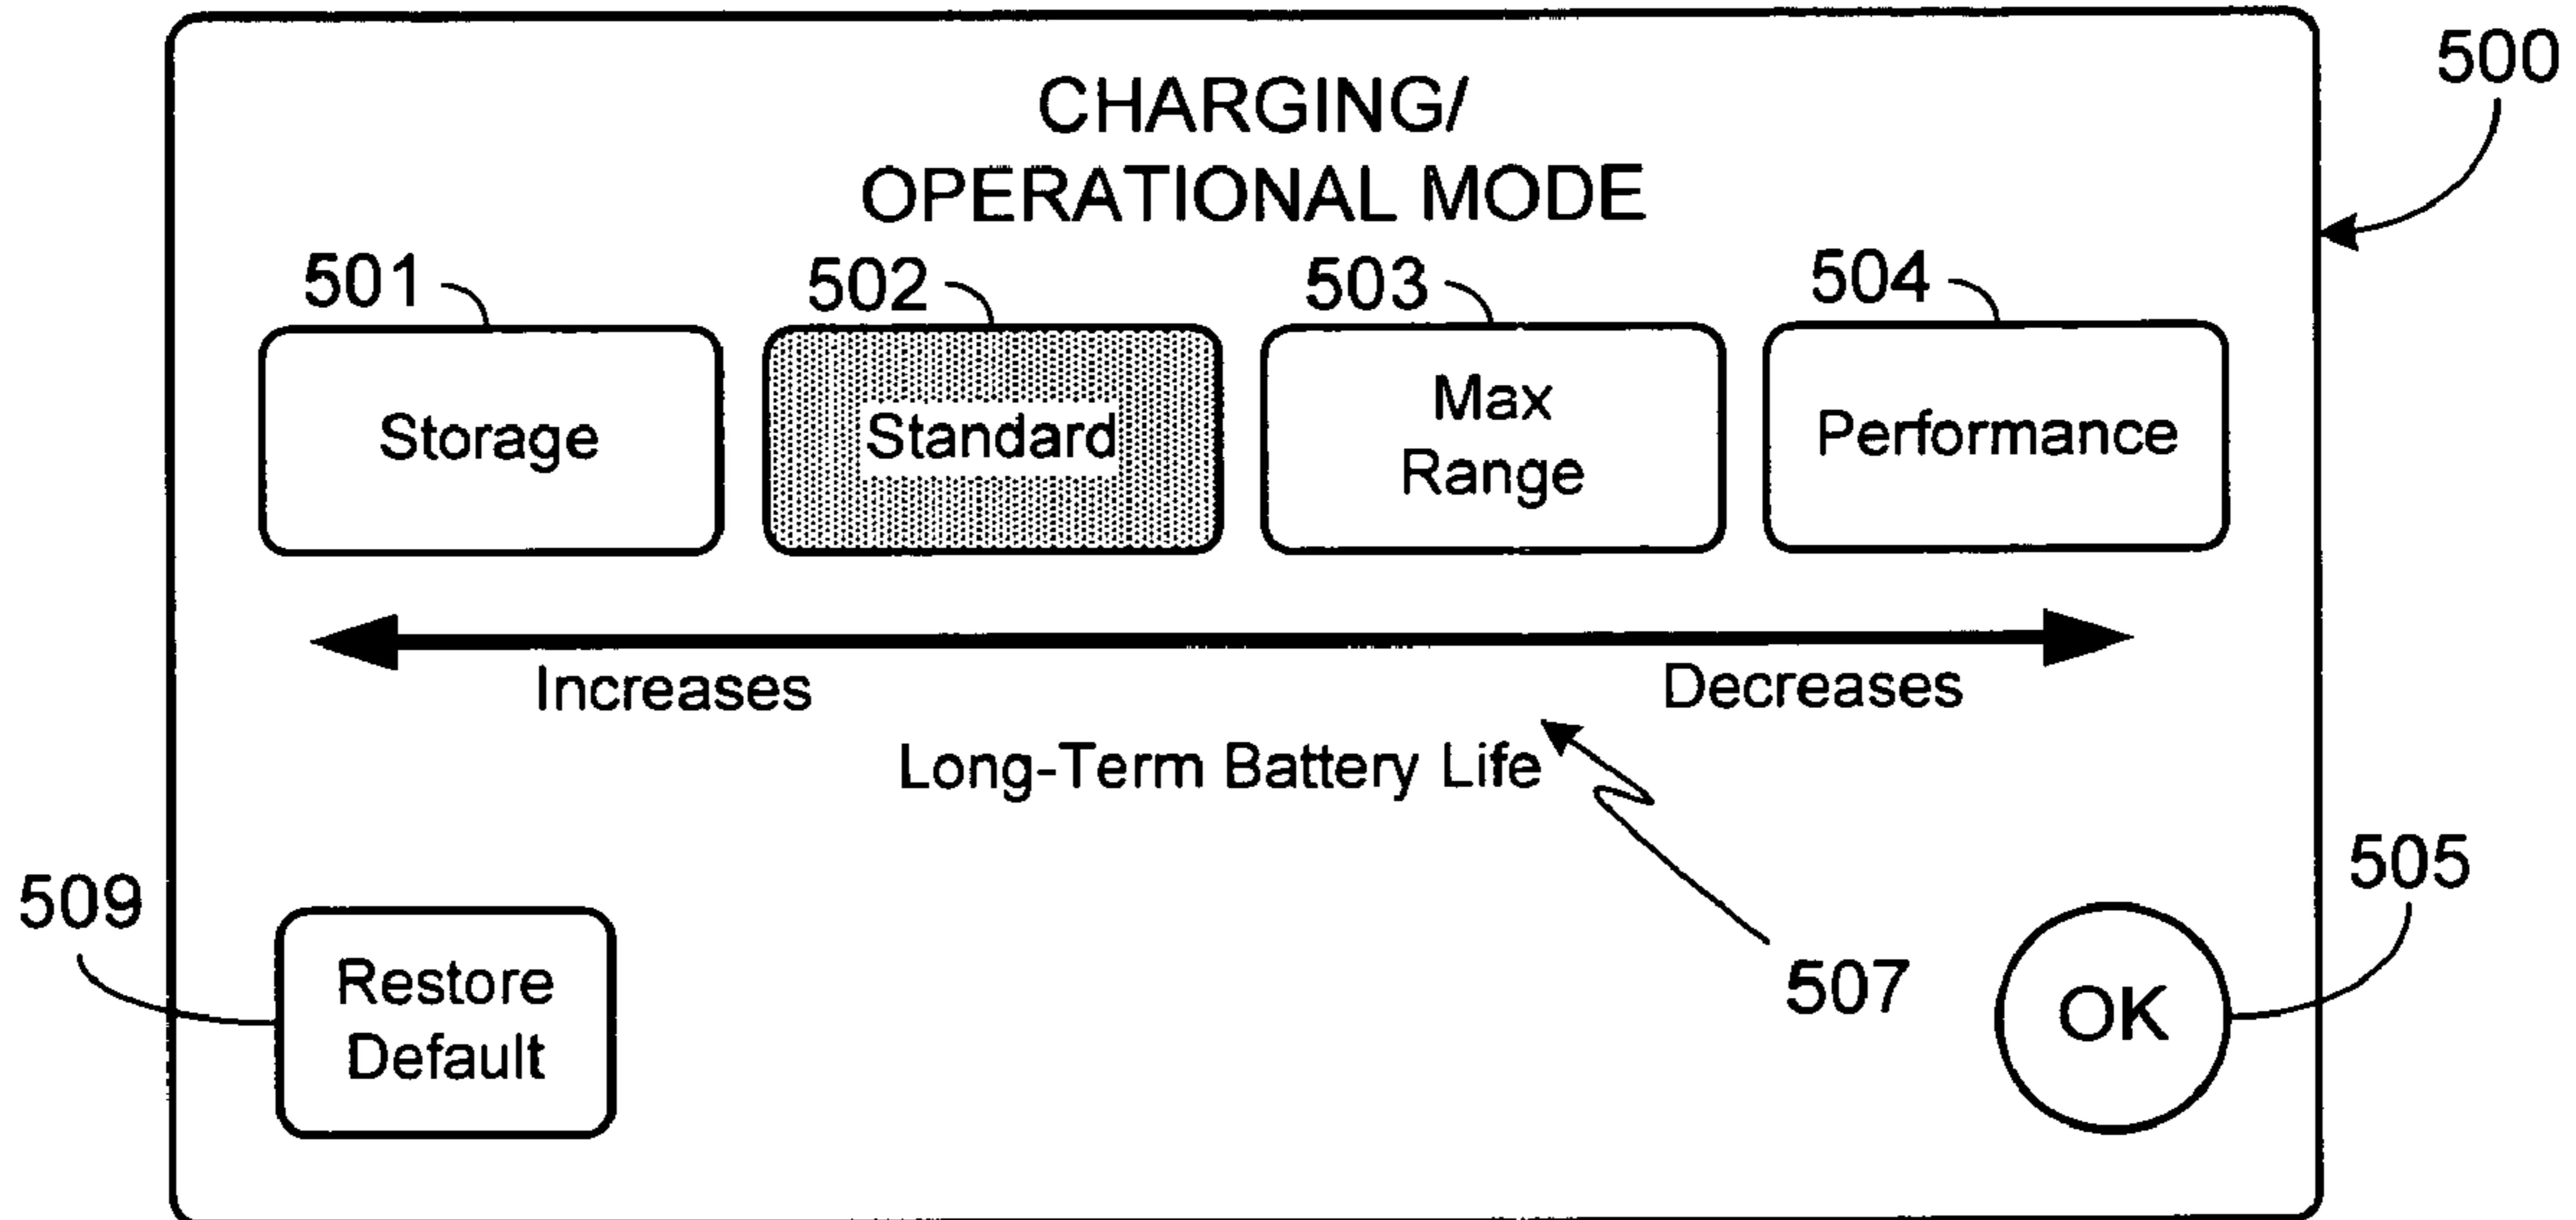 CHARGING/
500
OPERATIONAL MODE
501 502 503 504
Storage
Standard
Max
Range
Performance
Increases
Decreases
Long-Term Battery Life
509
Restore
Default
507
505
OK